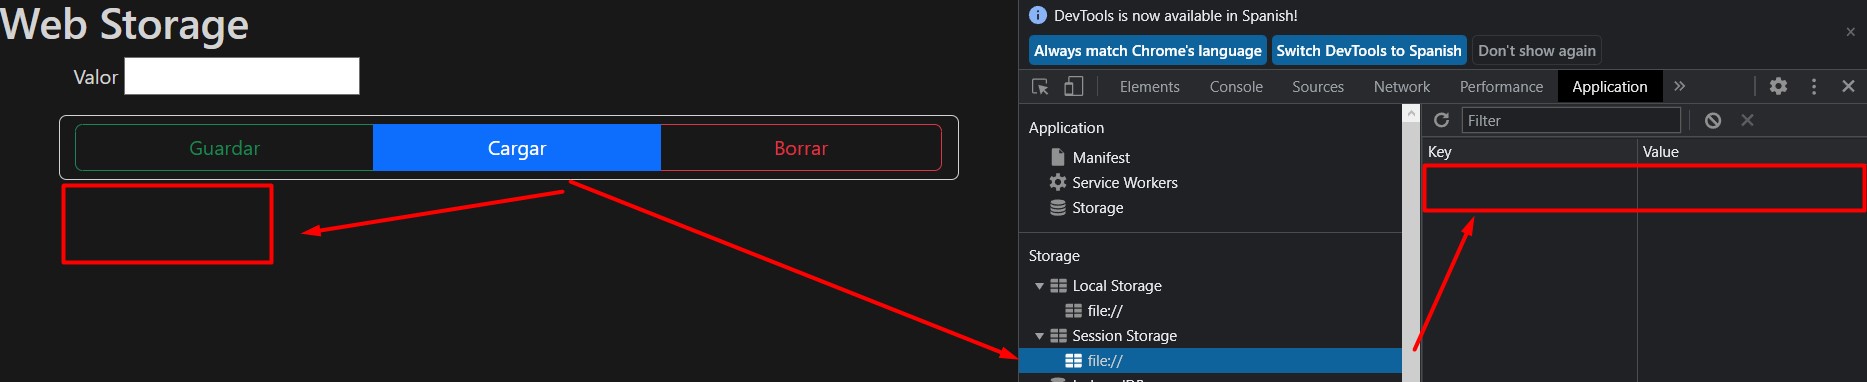 Web Storage
Valor
Guardar Cargar Borrar
DevTools is now available in Spanish!
Always match Chrome's language Switch DevTools to Spanish Don't show again
Elements Console Sources Network Performance Application
Application
Manifest
Service Workers
Storage
Storage
Local Storage
file://
Session Storage
file://
Filter
Key Value